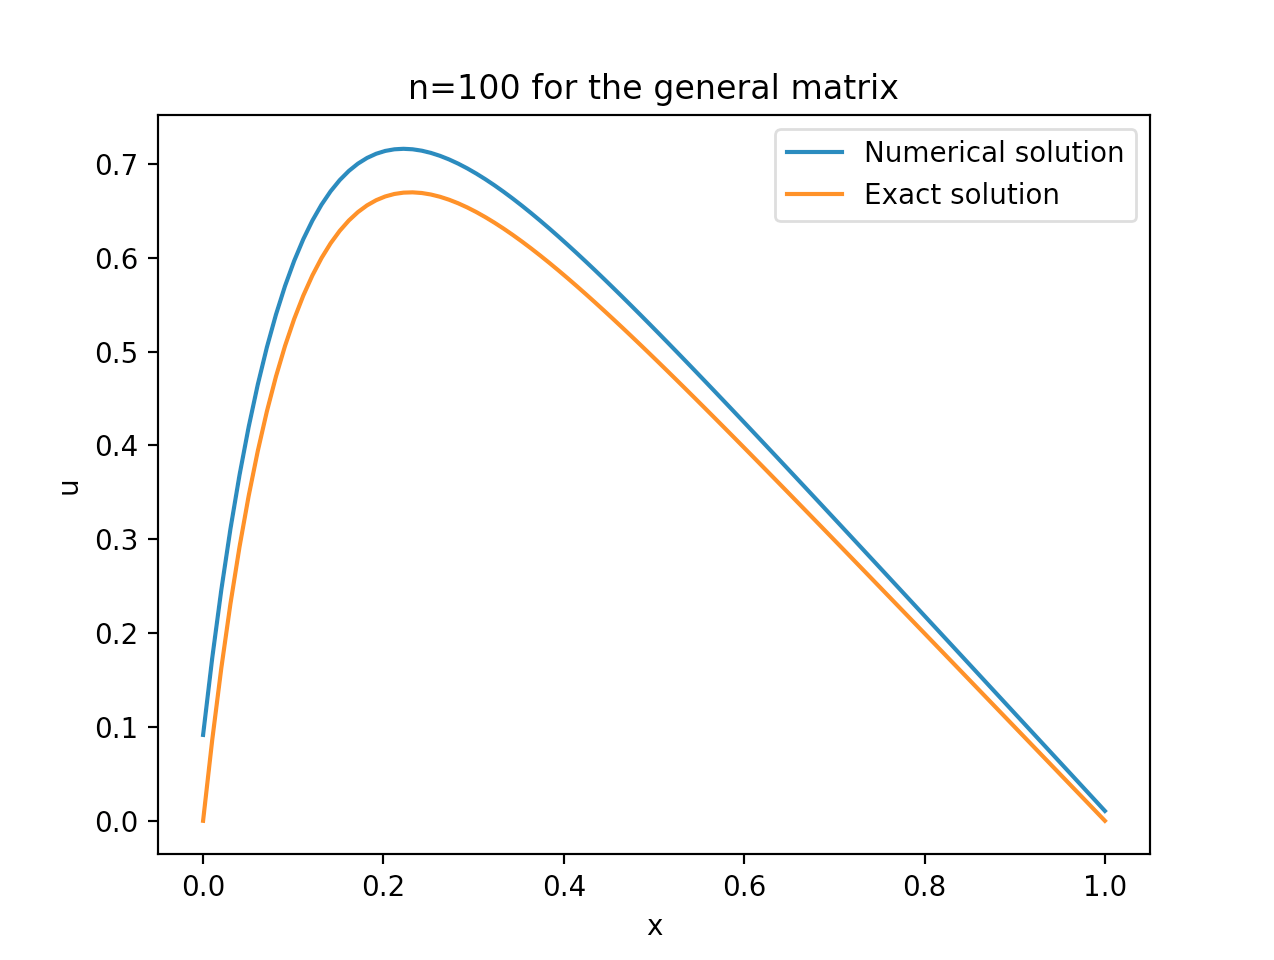 n=100 for the general matrix
Numerical solution
Exact solution
0.7
0.6
0.5
0.4
0.3
0.2
0.1
0.0
u
0.0 0.2 0.4 0.6 0.8 1.0
x